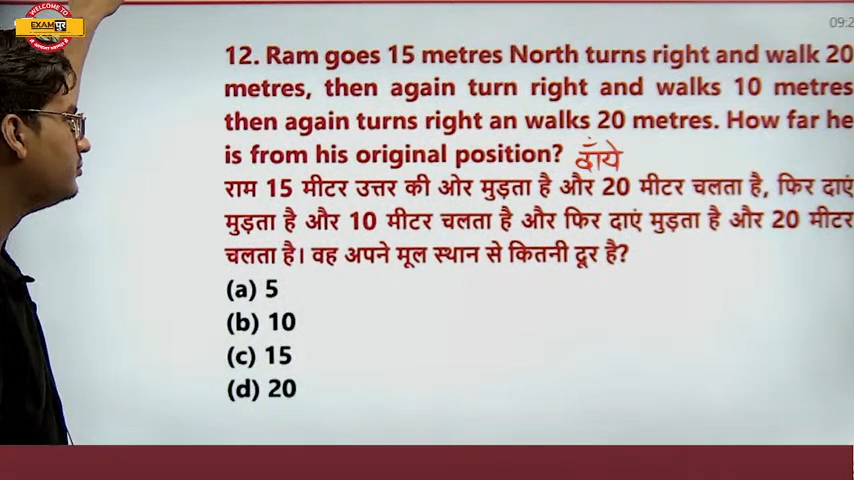 WELCOME TO
EXAMपुर
09:2
12. Ram goes 15 metres North turns right and walk 20
metres, then again turn right and walks 10 metres
then again turns right an walks 20 metres. How far he
is from his original position? दाँये
राम 15 मीटर उत्तर की ओर मुड़ता है और 20 मीटर चलता है, फिर दाएं
मुड़ता है और 10 मीटर चलता है और फिर दाएं मुड़ता है और 20 मीटर
चलता है। वह अपने मूल स्थान से कितनी दूर है?
(a) 5
(b) 10
(c) 15
(d) 20